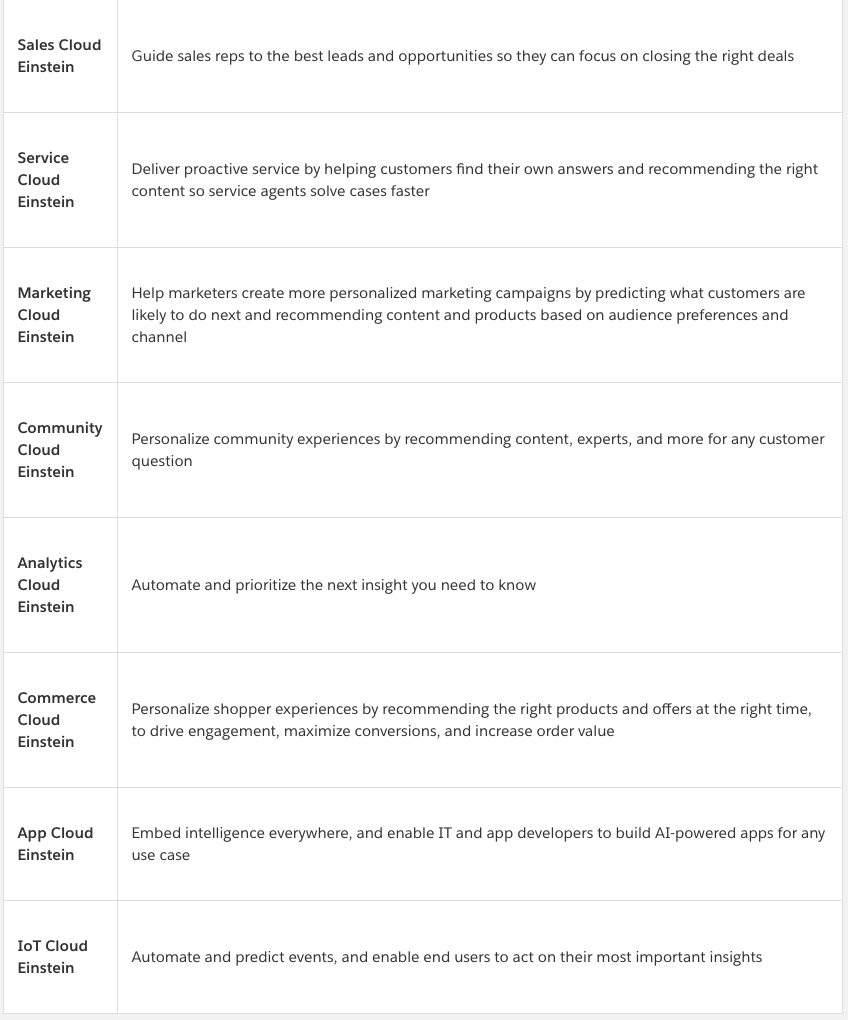 Sales Cloud
Einstein
Guide sales reps to the best leads and opportunities so they can focus on closing the right deals
Service
Cloud
Einstein
Deliver proactive service by helping customers find their own answers and recommending the right
content so service agents solve cases faster
Marketing
Cloud
Einstein
Help marketers create more personalized marketing campaigns by predicting what customers are
likely to do next and recommending content and products based on audience preferences and
channel
Community
Cloud
Einstein
Personalize community experiences by recommending content, experts, and more for any customer
question
Analytics
Cloud
Einstein
Automate and prioritize the next insight you need to know
Commerce
Cloud
Einstein
Personalize shopper experiences by recommending the right products and offers at the right time,
to drive engagement, maximize conversions, and increase order value
App Cloud
Einstein
Embed intelligence everywhere, and enable IT and app developers to build AI-powered apps for any
use case
IoT Cloud
Einstein
Automate and predict events, and enable end users to act on their most important insights